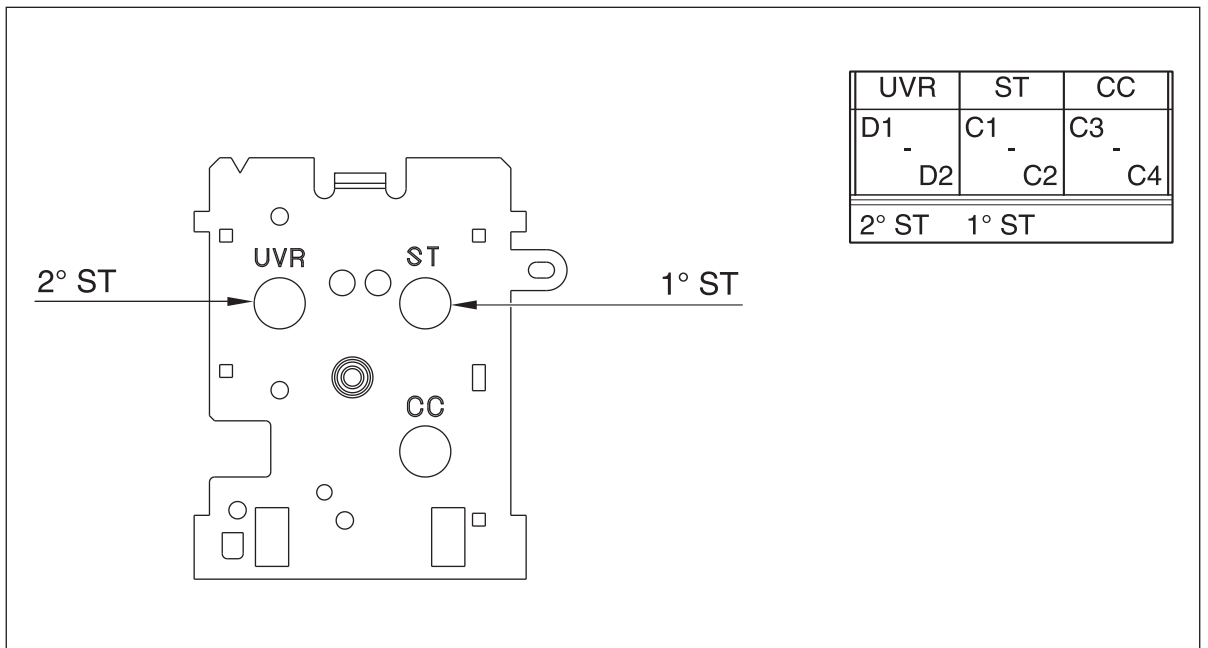 UVR ST CC
D1 - D2 C1 - C2 C3 - C4
2° ST 1° ST
UVR ST
2° ST 1° ST
CC